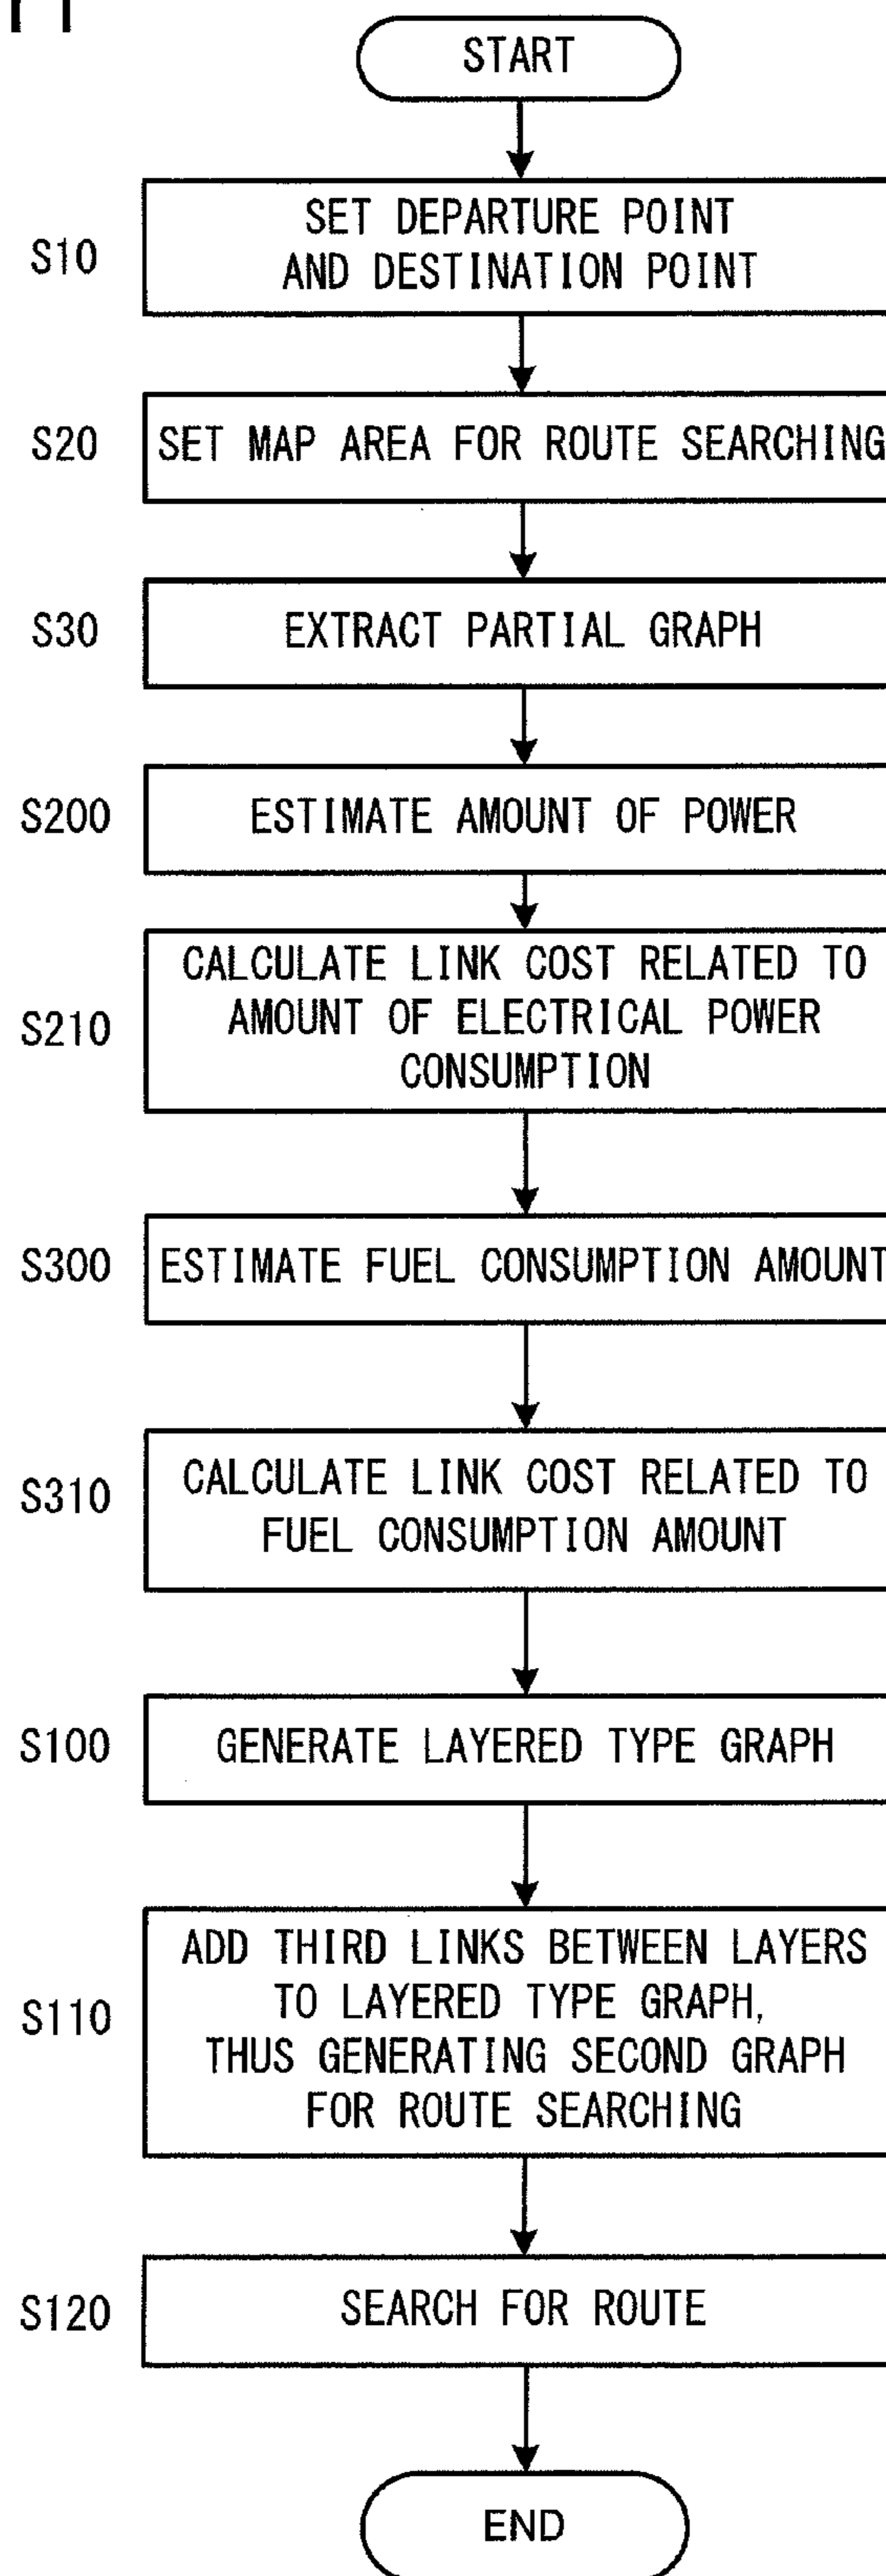 START
S10
SET DEPARTURE POINT
AND DESTINATION POINT
S20
SET MAP AREA FOR ROUTE SEARCHING
S30
EXTRACT PARTIAL GRAPH
S200
ESTIMATE AMOUNT OF POWER
S210
CALCULATE LINK COST RELATED TO
AMOUNT OF ELECTRICAL POWER
CONSUMPTION
S300
ESTIMATE FUEL CONSUMPTION AMOUNT
S310
CALCULATE LINK COST RELATED TO
FUEL CONSUMPTION AMOUNT
S100
GENERATE LAYERED TYPE GRAPH
S110
ADD THIRD LINKS BETWEEN LAYERS
TO LAYERED TYPE GRAPH,
THUS GENERATING SECOND GRAPH
FOR ROUTE SEARCHING
S120
SEARCH FOR ROUTE
END